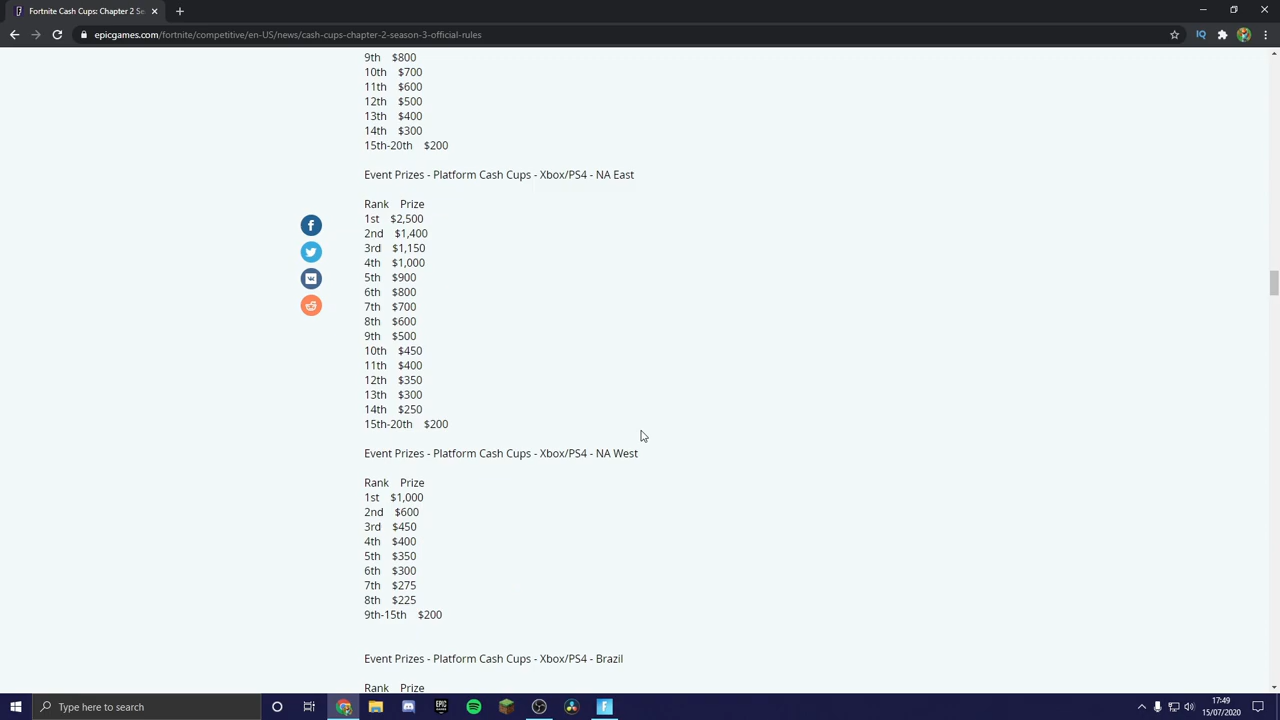 Fortnite Cash Cups: Chapter 2 Se
epicgames.com/fortnite/competitive/en-US/news/cash-cups-chapter-2-season-3-official-rules
9th $800
10th $700
11th $600
12th $500
13th $400
14th $300
15th-20th $200
Event Prizes - Platform Cash Cups - Xbox/PS4 - NA East
Rank Prize
1st $2,500
2nd $1,400
3rd $1,150
4th $1,000
5th $900
6th $800
7th $700
8th $600
9th $500
10th $450
11th $400
12th $350
13th $300
14th $250
15th-20th $200
Event Prizes - Platform Cash Cups - Xbox/PS4 - NA West
Rank Prize
1st $1,000
2nd $600
3rd $450
4th $400
5th $350
6th $300
7th $275
8th $225
9th-15th $200
Event Prizes - Platform Cash Cups - Xbox/PS4 - Brazil
Rank Prize
Type here to search
EPIC
17:49
15/07/2020